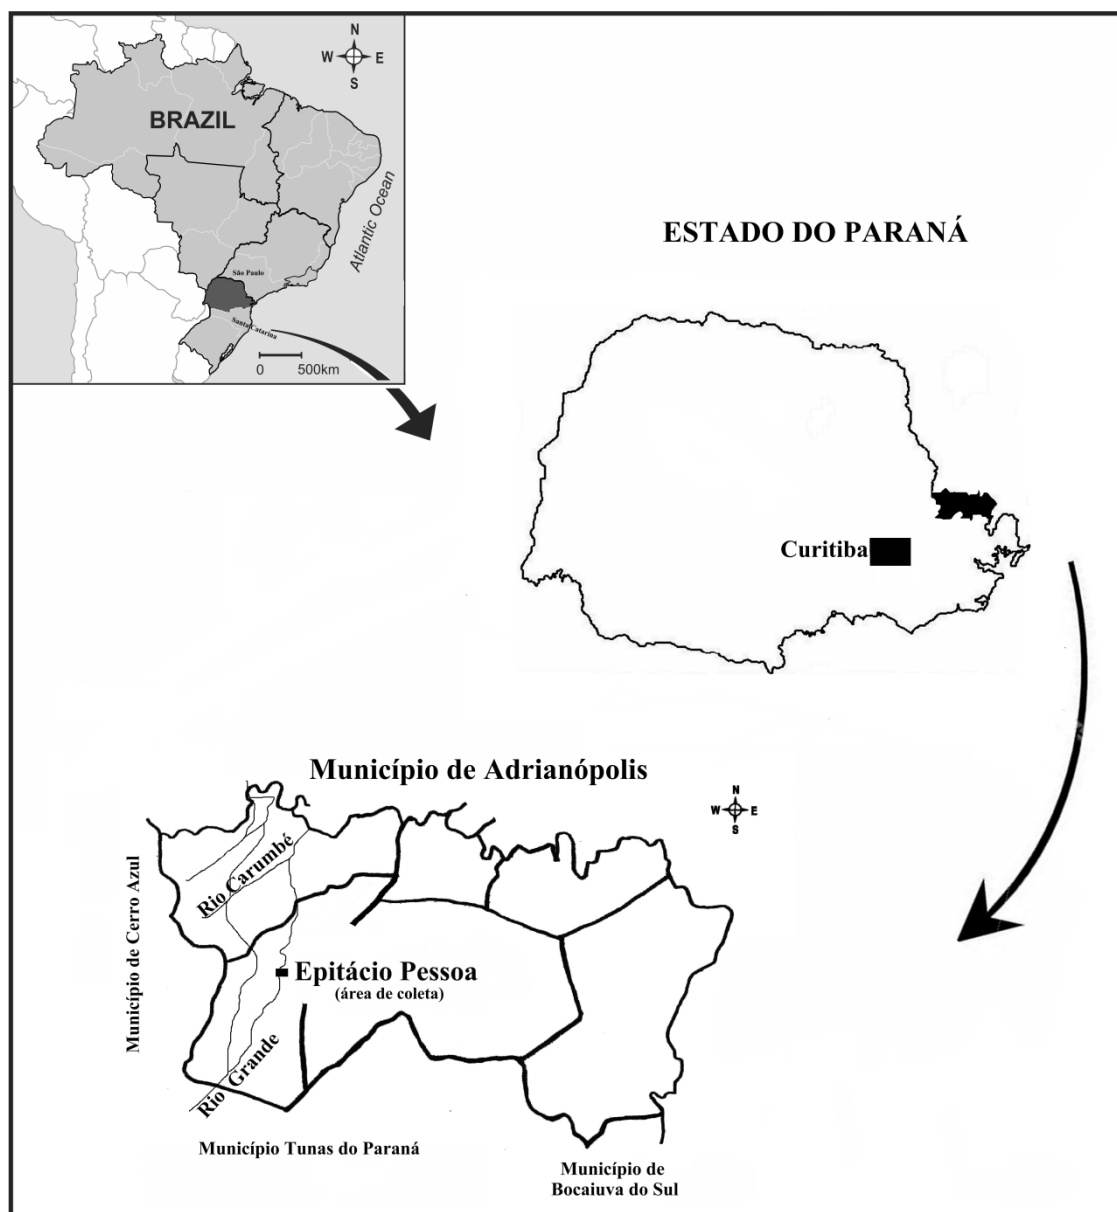 N
W E
S
BRAZIL
Atlantic Ocean
São Paulo
Santa Catarina
0 500km
ESTADO DO PARANÁ
Curitiba
Município de Adrianópolis
N
W E
S
Município de Cerro Azul
Rio Carumbé
Epitácio Pessoa
(área de coleta)
Rio Grande
Município Tunas do Paraná
Município de
Bocaiuva do Sul